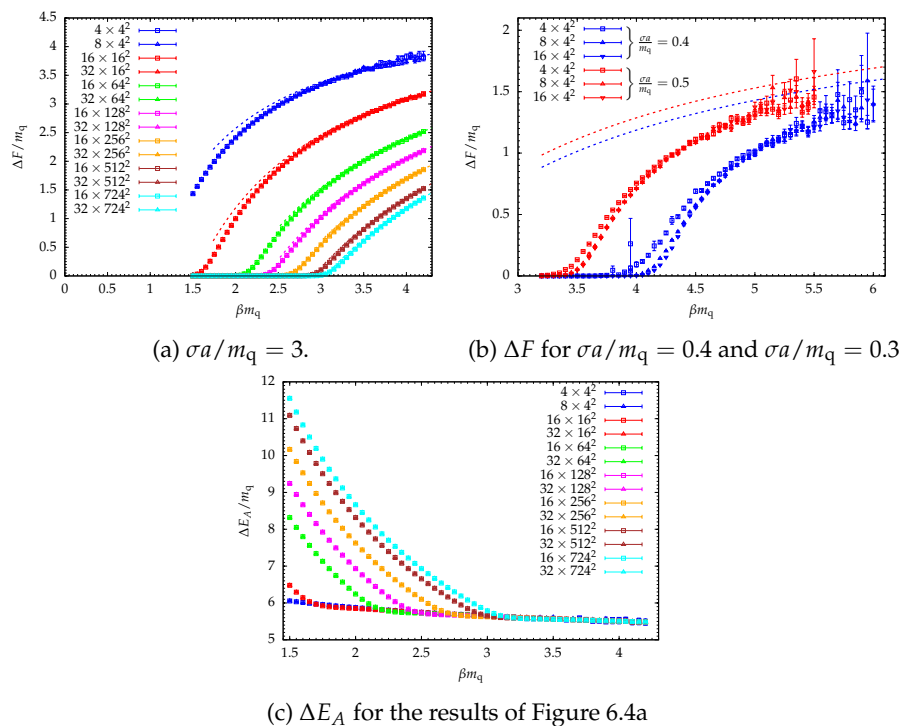 4 × 4²
8 × 4²
16 × 16²
32 × 16²
16 × 64²
32 × 64²
16 × 128²
32 × 128²
16 × 256²
32 × 256²
16 × 512²
32 × 512²
16 × 724²
32 × 724²
4.5
4
3.5
3
2.5
2
1.5
1
0.5
0
ΔF/m_q
0 0.5 1 1.5 2 2.5 3 3.5 4
βm_q
(a) σa/m_q = 3.
4 × 4²
8 × 4²
16 × 4²
σa/m_q = 0.4
4 × 4²
8 × 4²
16 × 4²
σa/m_q = 0.5
2
1.5
1
0.5
0
ΔF/m_q
3 3.5 4 4.5 5 5.5 6
βm_q
(b) ΔF for σa/m_q = 0.4 and σa/m_q = 0.3
12
11
10
9
8
7
6
5
ΔE_A/m_q
4 × 4²
8 × 4²
16 × 16²
32 × 16²
16 × 64²
32 × 64²
16 × 128²
32 × 128²
16 × 256²
32 × 256²
16 × 512²
32 × 512²
16 × 724²
32 × 724²
1.5 2 2.5 3 3.5 4
βm_q
(c) ΔE_A for the results of Figure 6.4a